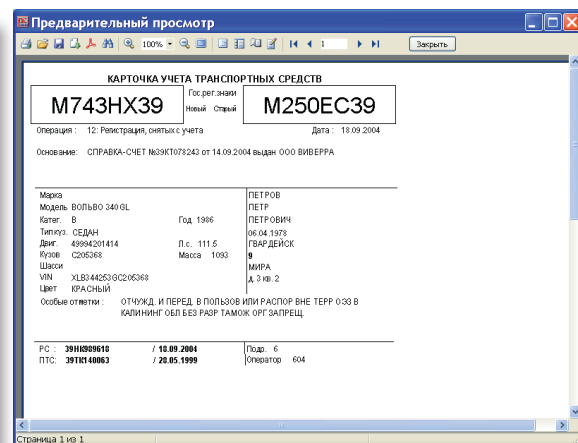 Предварительный просмотр
100%
1
Закрыть
КАРТОЧКА УЧЕТА ТРАНСПОРТНЫХ СРЕДСТВ
М743НХ39
Гос.рег.знаки
Новый Старый
М250ЕС39
Операция : 12: Регистрация, снятых с учета Дата : 18.09.2004
Основание: СПРАВКА-СЧЕТ №39КТ078243 от 14.09.2004 выдан ООО ВИВЕРРА
Марка ПЕТРОВ
Модель ВОЛЬВО 340 GL ПЕТР
Катег. В Год 1986 ПЕТРОВИЧ
Тип куз. СЕДАН 06.04.1978
Двиг. 49994201414 Л.с. 111.5 ГВАРДЕЙСК
Кузов С205368 Масса 1093 9
Шасси МИРА
VIN XLB344253GC205368 д. 3 кв. 2
Цвет КРАСНЫЙ
Особые отметки : ОТЧУЖД. И ПЕРЕД. В ПОЛЬЗОВ ИЛИ РАСПОР ВНЕ ТЕРР ОЭЗ В
КАЛИНИНГ ОБЛ БЕЗ РАЗР ТАМОЖ ОРГ ЗАПРЕЩ.
РС : 39НК989618 / 18.09.2004 Подр. 6
ПТС: 39ТК140063 / 20.05.1999 Оператор 604
Страница 1 из 1